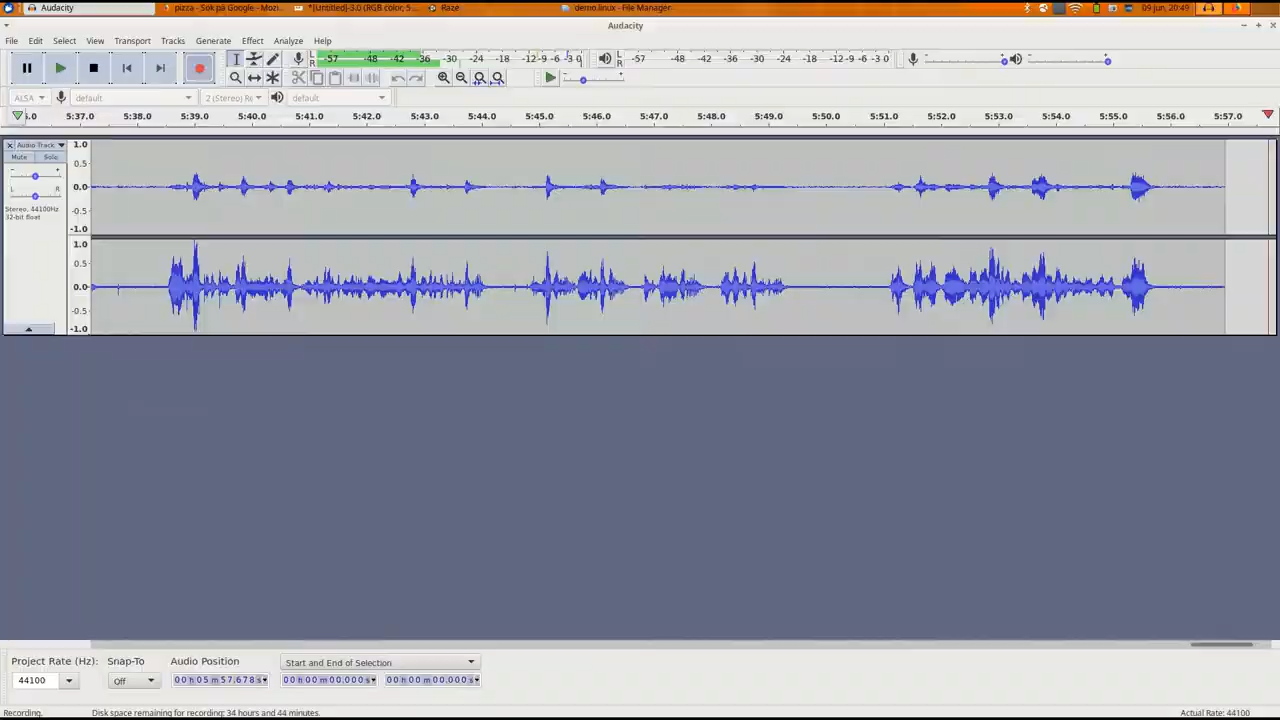 Audacity
pizza - Sök på Google - Mozi...
*[Untitled]-3.0 (RGB color, 5...
Raze
demo.linux - File Manager
09 jun, 20:49
Audacity
File Edit Select View Transport Tracks Generate Effect Analyze Help
L R -57 -48 -42 -36 -30 -24 -18 -12 -9 -6 -3 0
L R -57 -48 -42 -36 -30 -24 -18 -12 -9 -6 -3 0
ALSA default 2 (Stereo) Re default
5:37.0 5:38.0 5:39.0 5:40.0 5:41.0 5:42.0 5:43.0 5:44.0 5:45.0 5:46.0 5:47.0 5:48.0 5:49.0 5:50.0 5:51.0 5:52.0 5:53.0 5:54.0 5:55.0 5:56.0 5:57.0
Audio Track
Mute Solo
- +
L R
Stereo, 44100Hz
32-bit float
1.0
0.5
0.0
-0.5
-1.0
1.0
0.5
0.0
-0.5
-1.0
Project Rate (Hz): Snap-To Audio Position Start and End of Selection
44100 Off 00 h 05 m 57.678 s 00 h 00 m 00.000 s 00 h 00 m 00.000 s
Recording. Disk space remaining for recording: 34 hours and 44 minutes. Actual Rate: 44100